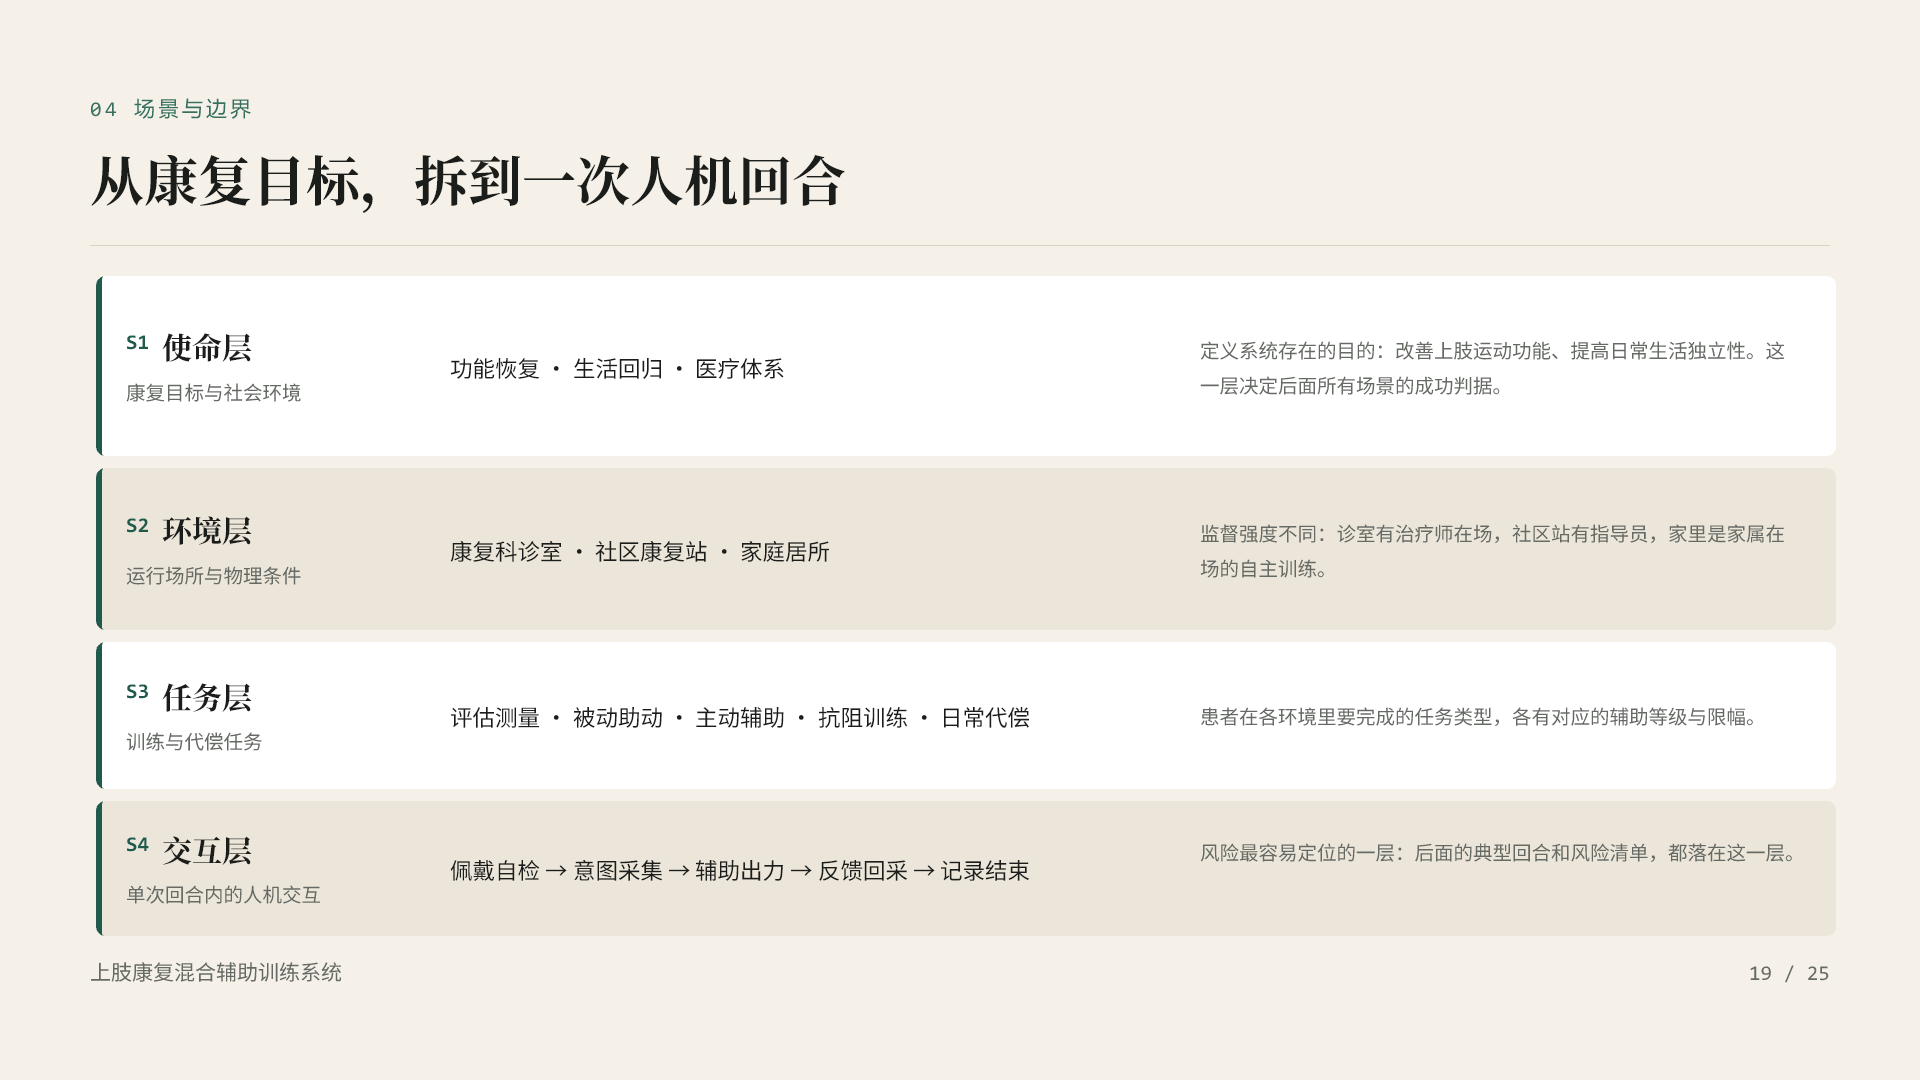 04 场景与边界
从康复目标，拆到一次人机回合
S1 使命层
康复目标与社会环境
功能恢复 · 生活回归 · 医疗体系
定义系统存在的目的：改善上肢运动功能、提高日常生活独立性。这
一层决定后面所有场景的成功判据。
S2 环境层
运行场所与物理条件
康复科诊室 · 社区康复站 · 家庭居所
监督强度不同：诊室有治疗师在场，社区站有指导员，家里是家属在
场的自主训练。
S3 任务层
训练与代偿任务
评估测量 · 被动助动 · 主动辅助 · 抗阻训练 · 日常代偿
患者在各环境里要完成的任务类型，各有对应的辅助等级与限幅。
S4 交互层
单次回合内的人机交互
佩戴自检 → 意图采集 → 辅助出力 → 反馈回采 → 记录结束
风险最容易定位的一层：后面的典型回合和风险清单，都落在这一层。
上肢康复混合辅助训练系统
19 / 25